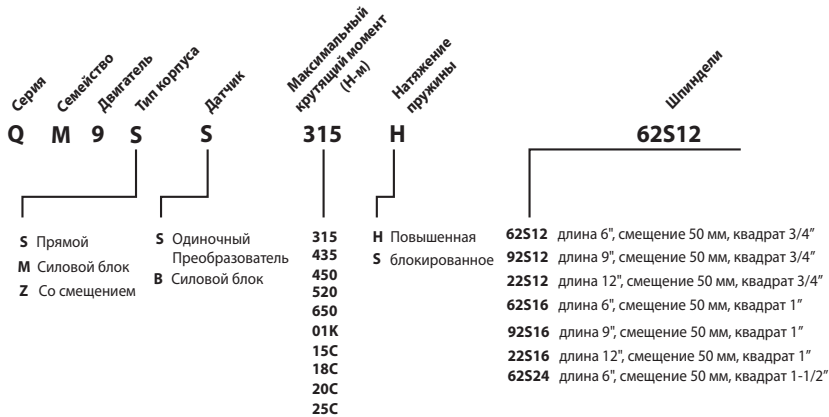 Серия
Семейство
Двигатель
Тип корпуса
Датчик
Максимальный
крутящий момент
(Н-м)
Натяжение
пружины
Шпиндели
Q M 9 S S 315 H 62S12
S Прямой
M Силовой блок
Z Со смещением
S Одиночный
Преобразователь
B Силовой блок
315
435
450
520
650
01K
15C
18C
20C
25C
H Повышенная
S блокированное
62S12 длина 6", смещение 50 мм, квадрат 3/4”
92S12 длина 9", смещение 50 мм, квадрат 3/4”
22S12 длина 12", смещение 50 мм, квадрат 3/4”
62S16 длина 6", смещение 50 мм, квадрат 1”
92S16 длина 9", смещение 50 мм, квадрат 1”
22S16 длина 12", смещение 50 мм, квадрат 1”
62S24 длина 6", смещение 50 мм, квадрат 1-1/2”